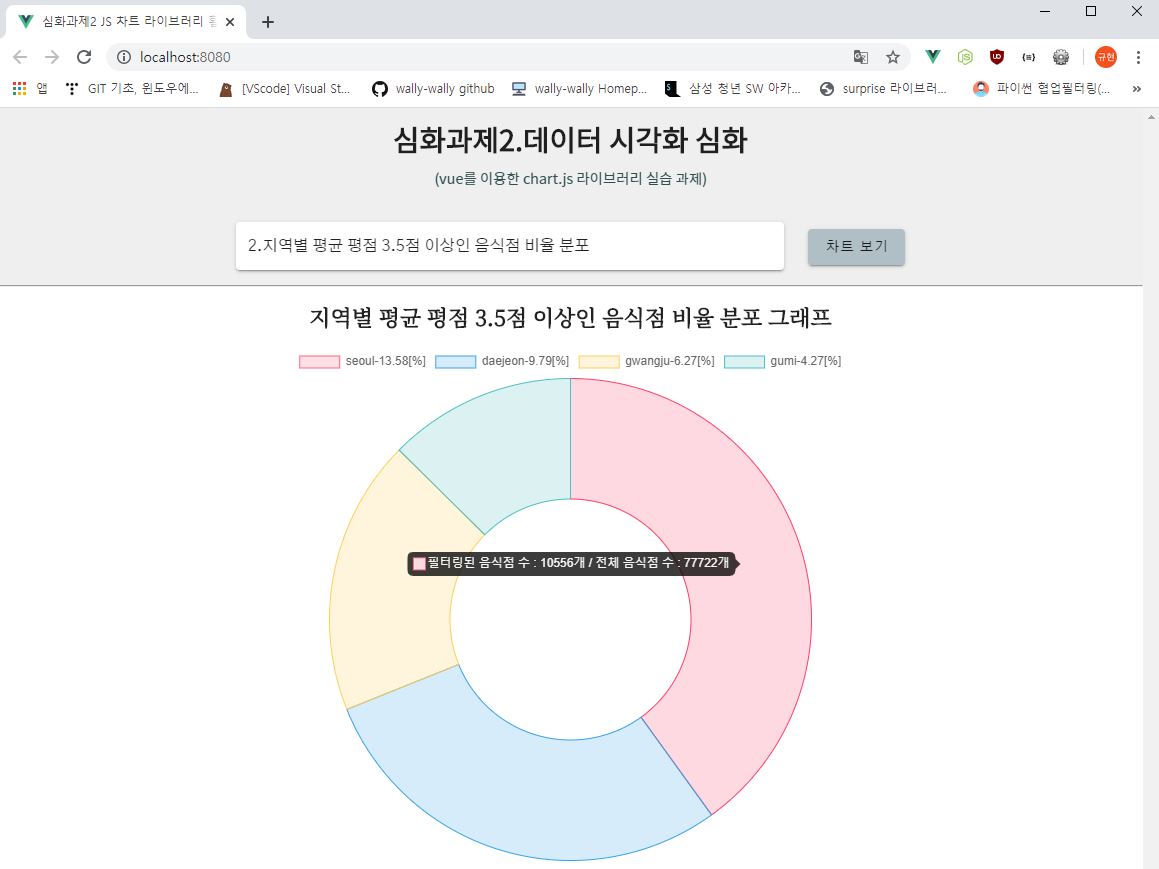 심화과제2 JS 차트 라이브러리
localhost:8080
규현
앱 GIT 기초, 윈도우에... [VScode] Visual St... wally-wally github wally-wally Homep... 삼성 청년 SW 아카... surprise 라이브러... 파이썬 협업필터링(... »
심화과제2.데이터 시각화 심화
(vue를 이용한 chart.js 라이브러리 실습 과제)
2.지역별 평균 평점 3.5점 이상인 음식점 비율 분포
차트 보기
지역별 평균 평점 3.5점 이상인 음식점 비율 분포 그래프
seoul-13.58[%] daejeon-9.79[%] gwangju-6.27[%] gumi-4.27[%]
필터링된 음식점 수 : 10556개 / 전체 음식점 수 : 77722개